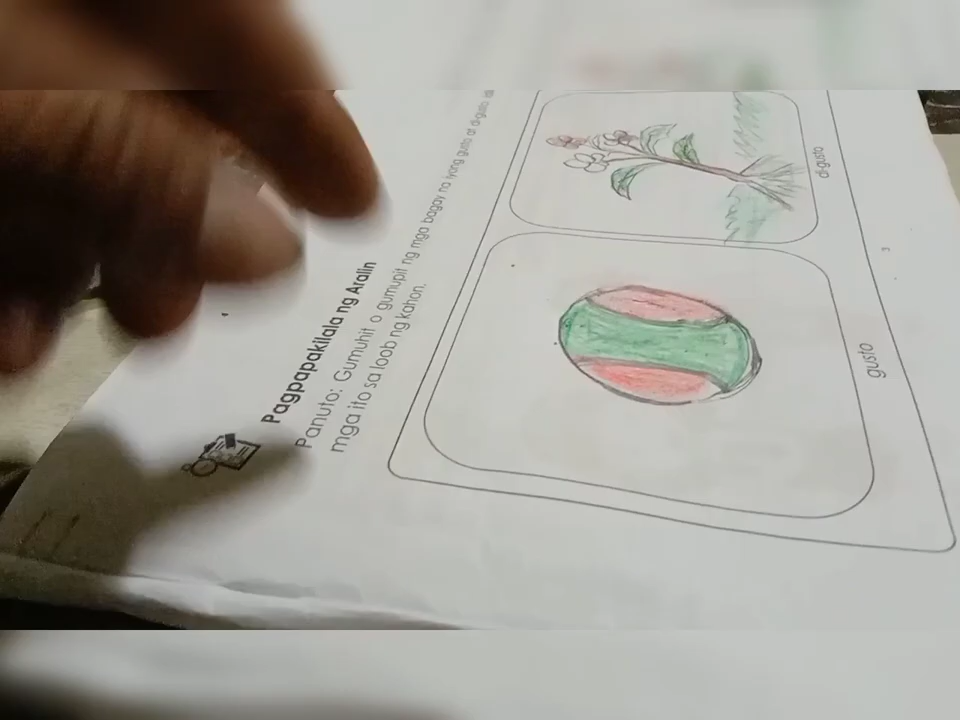 Pagpapakilala ng Aralin
Panuto: Gumuhit o gumupit ng mga bagay na iyong gusto at di-gusto
mga ito sa loob ng kahon.
gusto
di-gusto
3